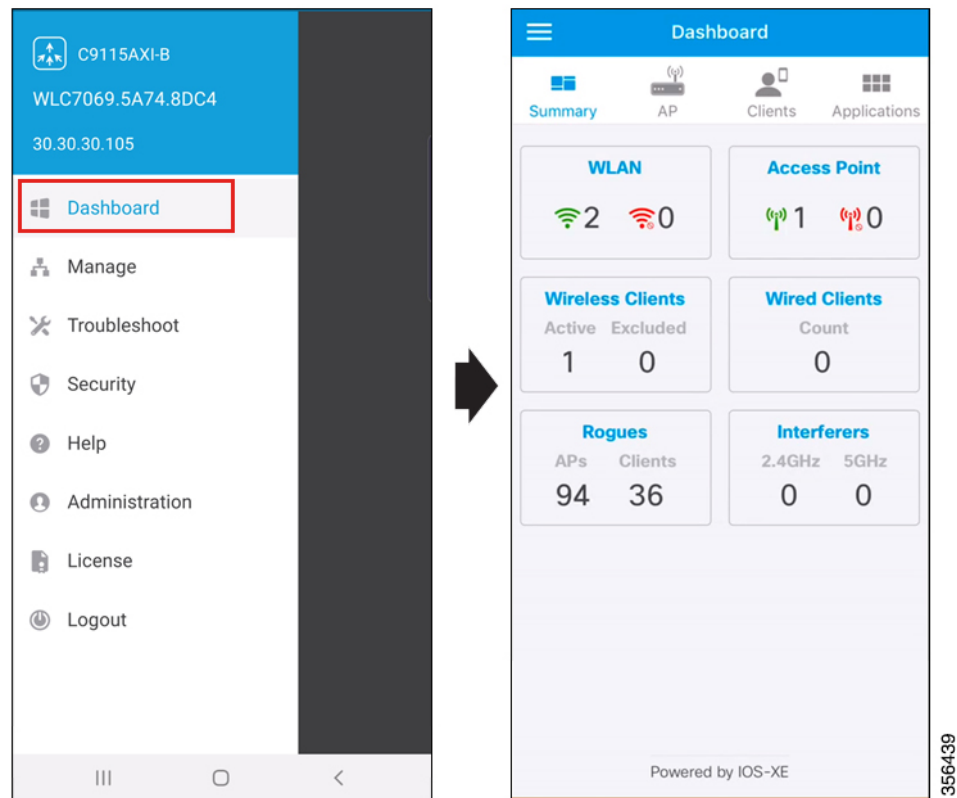 C9115AXI-B
WLC7069.5A74.8DC4
30.30.30.105
Dashboard
Manage
Troubleshoot
Security
Help
Administration
License
Logout
Dashboard
Summary AP Clients Applications
WLAN Access Point
2 0 1 0
Wireless Clients Wired Clients
Active Excluded Count
1 0 0
Rogues Interferers
APs Clients 2.4GHz 5GHz
94 36 0 0
Powered by IOS-XE
356439